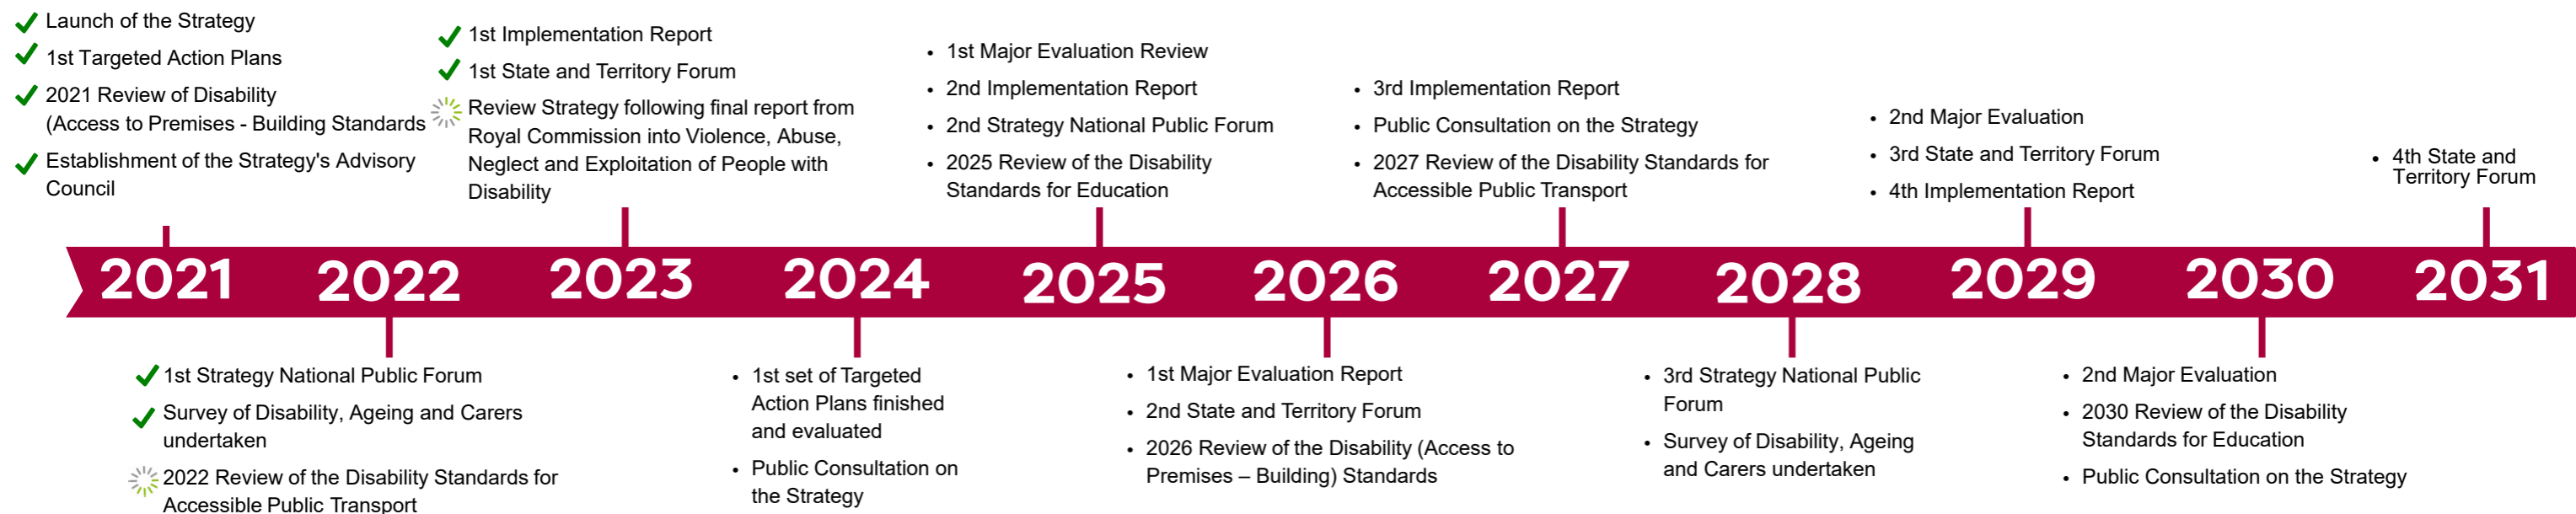 Launch of the Strategy
1st Targeted Action Plans
2021 Review of Disability
(Access to Premises - Building Standards
Establishment of the Strategy's Advisory
Council
1st Implementation Report
1st State and Territory Forum
Review Strategy following final report from
Royal Commission into Violence, Abuse,
Neglect and Exploitation of People with
Disability
• 1st Major Evaluation Review
• 2nd Implementation Report
• 2nd Strategy National Public Forum
• 2025 Review of the Disability
Standards for Education
• 3rd Implementation Report
• Public Consultation on the Strategy
• 2027 Review of the Disability Standards for
Accessible Public Transport
• 2nd Major Evaluation
• 3rd State and Territory Forum
• 4th Implementation Report
• 4th State and
Territory Forum
2021 2022 2023 2024 2025 2026 2027 2028 2029 2030 2031
1st Strategy National Public Forum
Survey of Disability, Ageing and Carers
undertaken
2022 Review of the Disability Standards for
Accessible Public Transport
• 1st set of Targeted
Action Plans finished
and evaluated
• Public Consultation on
the Strategy
• 1st Major Evaluation Report
• 2nd State and Territory Forum
• 2026 Review of the Disability (Access to
Premises – Building) Standards
• 3rd Strategy National Public
Forum
• Survey of Disability, Ageing
and Carers undertaken
• 2nd Major Evaluation
• 2030 Review of the Disability
Standards for Education
• Public Consultation on the Strategy